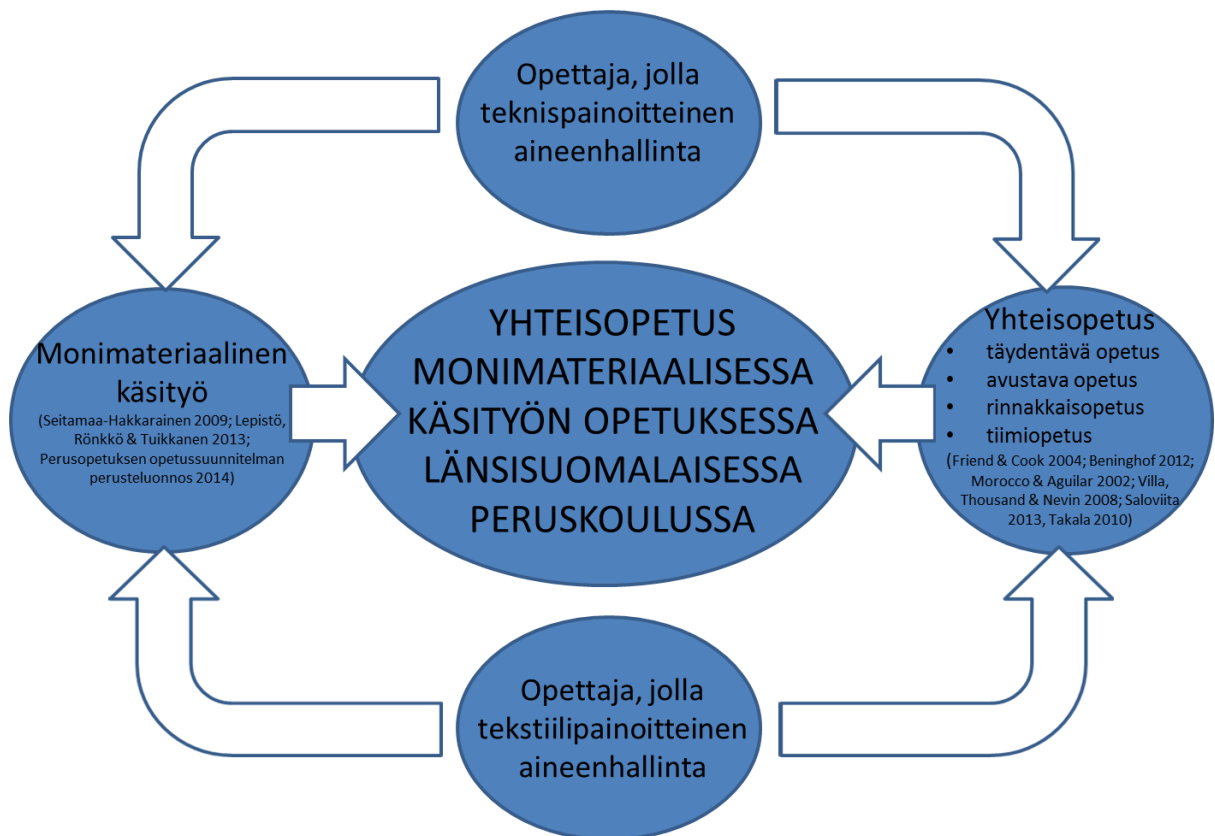 Opettaja, jolla
teknispainoitteinen
aineenhallinta
Monimateriaalinen
käsityö
(Seitamaa-Hakkarainen 2009; Lepistö,
Rönkkö & Tuikkanen 2013;
Perusopetuksen opetussuunnitelman
perusteluonnos 2014)
YHTEISOPETUS
MONIMATERIAALISESSA
KÄSITYÖN OPETUKSESSA
LÄNSISUOMALAISESSA
PERUSKOULUSSA
Yhteisopetus
• täydentävä opetus
• avustava opetus
• rinnakkaisopetus
• tiimiopetus
(Friend & Cook 2004; Beninghof 2012;
Morocco & Aguilar 2002; Villa,
Thousand & Nevin 2008; Saloviita
2013, Takala 2010)
Opettaja, jolla
tekstiilipainoitteinen
aineenhallinta